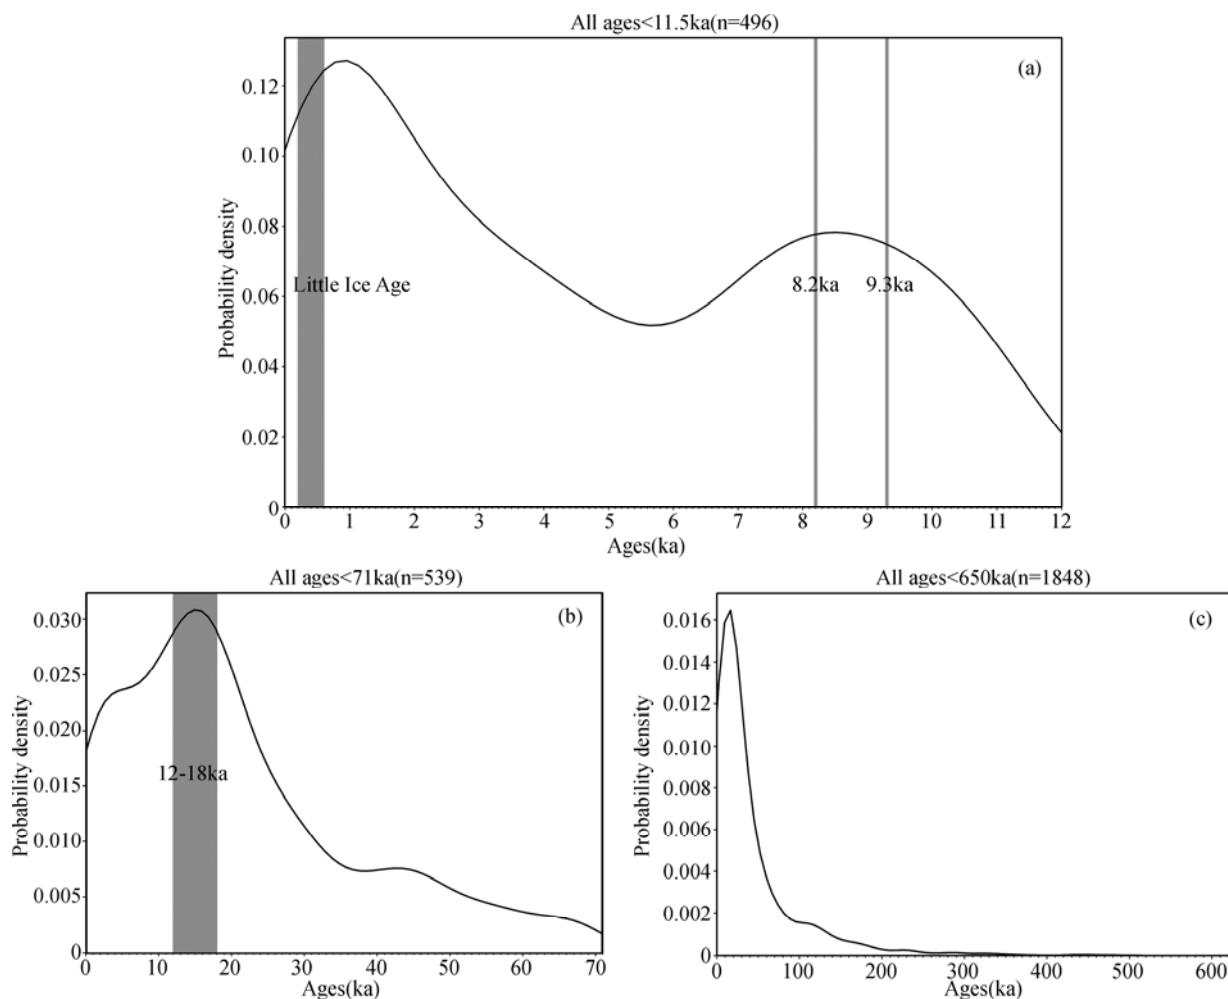 All ages<11.5ka(n=496)
(a)
Probability density
0.12
0.10
0.08
0.06
0.04
0.02
0
Little Ice Age
8.2ka
9.3ka
0 1 2 3 4 5 6 7 8 9 10 11 12
Ages(ka)
All ages<71ka(n=539)
(b)
Probability density
0.030
0.025
0.020
0.015
0.010
0.005
0
12-18ka
0 10 20 30 40 50 60 70
Ages(ka)
All ages<650ka(n=1848)
(c)
Probability density
0.016
0.014
0.012
0.010
0.008
0.006
0.004
0.002
0
0 100 200 300 400 500 600
Ages(ka)